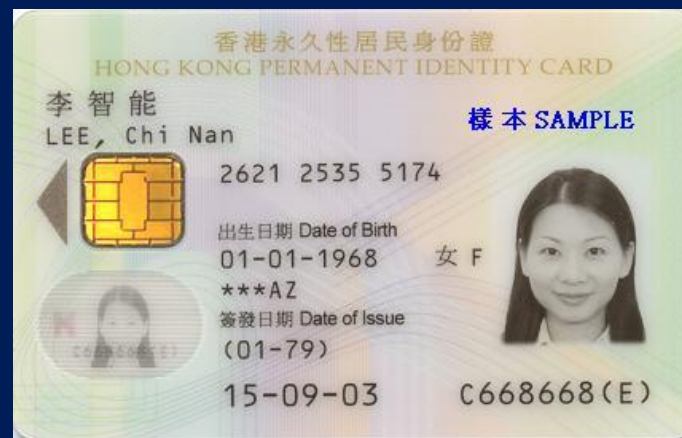 香港永久性居民身份證
HONG KONG PERMANENT IDENTITY CARD
李智能
LEE, Chi Nan
樣本 SAMPLE
2621 2535 5174
出生日期 Date of Birth
01-01-1968 女 F
***AZ
簽發日期 Date of Issue
(01-79)
15-09-03 C668668(E)
C668668(E)